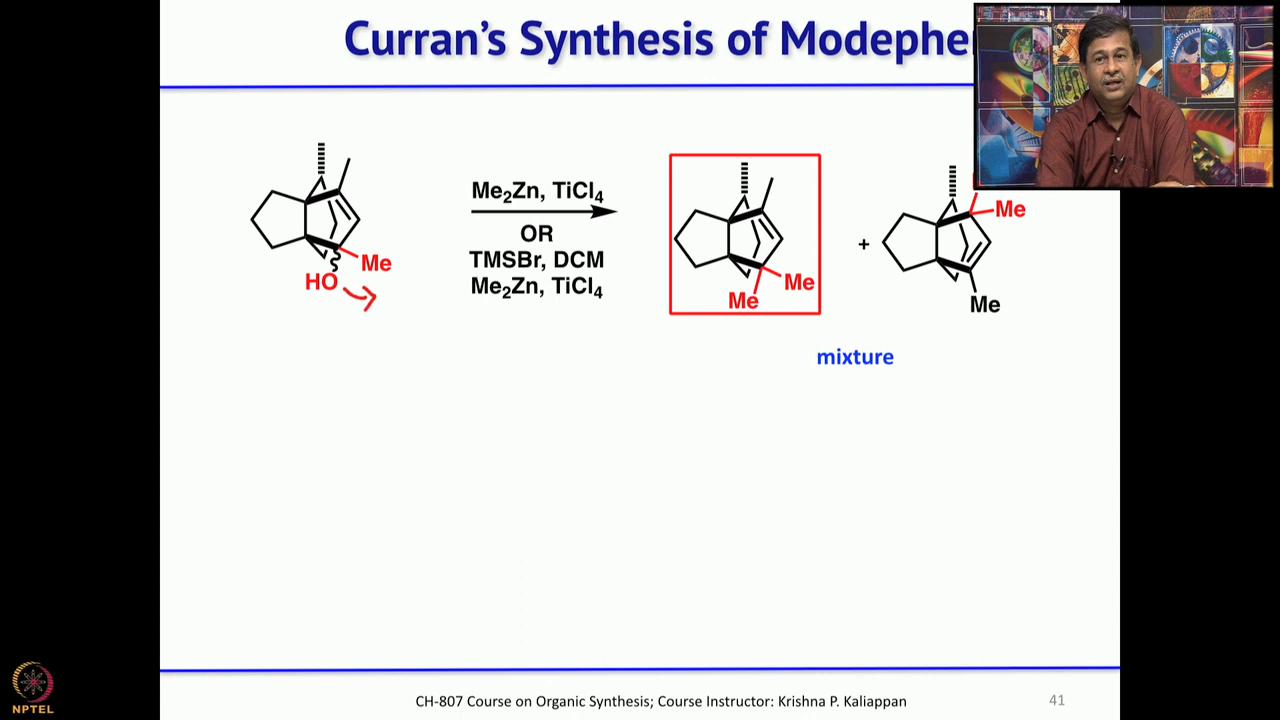 Curran's Synthesis of Modephe
Me2Zn, TiCl4
OR
TMSBr, DCM
Me2Zn, TiCl4
HO
Me
Me
Me
+
Me
Me
mixture
NPTEL
CH-807 Course on Organic Synthesis; Course Instructor: Krishna P. Kaliappan
41